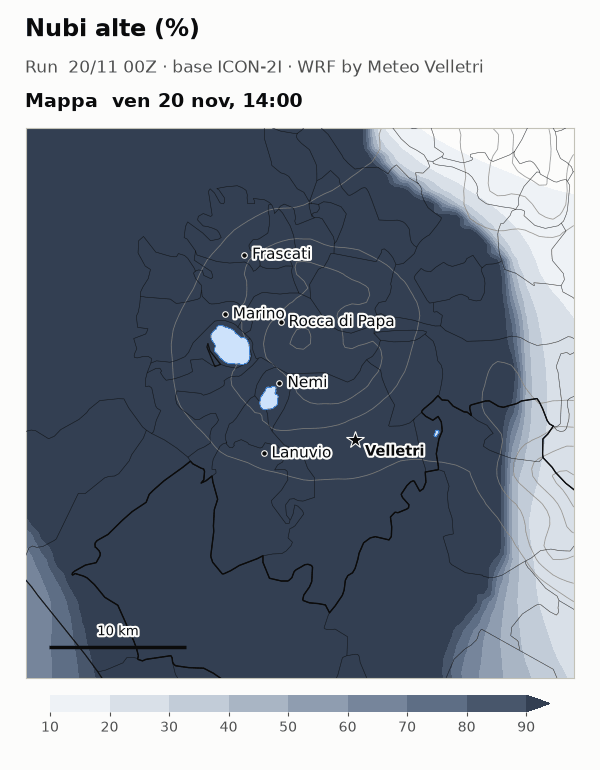 Nubi alte (%)
Run  20/11 00Z · base ICON-2I · WRF by Meteo Velletri
Mappa  ven 20 nov, 14:00
Frascati
Marino
Rocca di Papa
Nemi
Velletri
Lanuvio
10 km
10 20 30 40 50 60 70 80 90